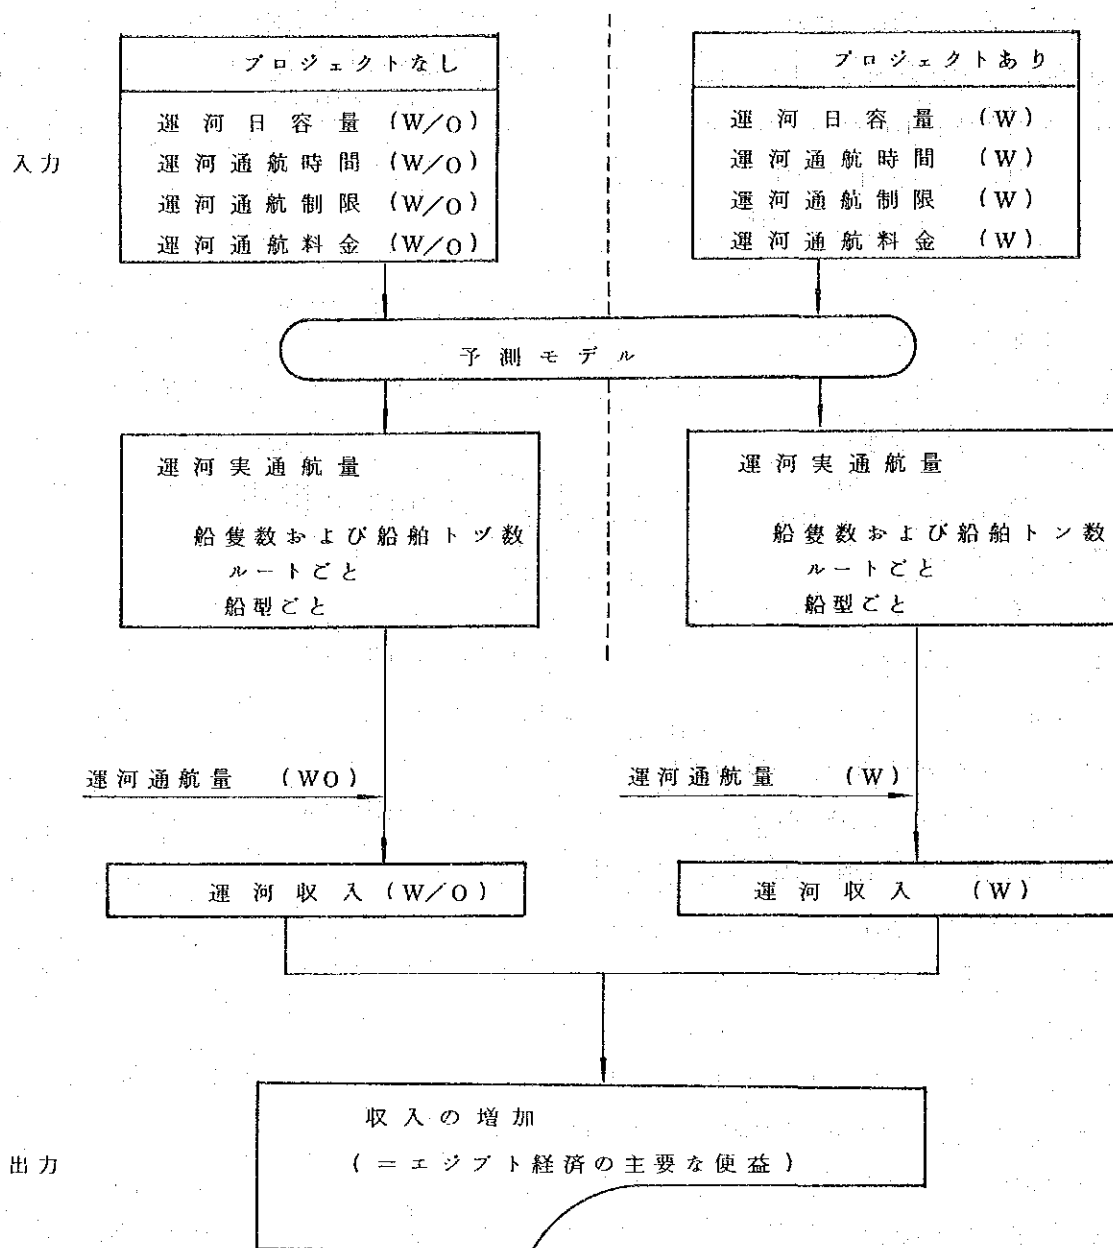 プロジェクトなし
運河日容量 (W/O)
運河通航時間 (W/O)
運河通航制限 (W/O)
運河通航料金 (W/O)
プロジェクトあり
運河日容量 (W)
運河通航時間 (W)
運河通航制限 (W)
運河通航料金 (W)
入力
予測モデル
運河実通航量
船隻数および船舶トツ数
ルートごと
船型ごと
運河実通航量
船隻数および船舶トン数
ルートごと
船型ごと
運河通航量 (WO)
運河通航量 (W)
運河収入 (W/O)
運河収入 (W)
収入の増加
(=エジプト経済の主要な便益)
出力